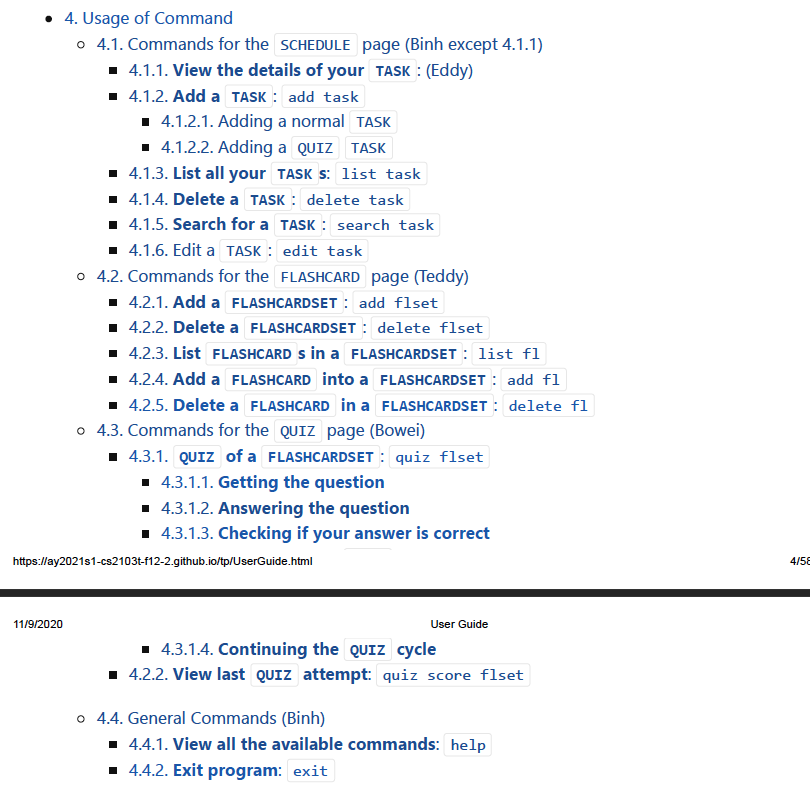 4. Usage of Command
4.1. Commands for the SCHEDULE page (Binh except 4.1.1)
4.1.1. View the details of your TASK: (Eddy)
4.1.2. Add a TASK: add task
4.1.2.1. Adding a normal TASK
4.1.2.2. Adding a QUIZ TASK
4.1.3. List all your TASK s: list task
4.1.4. Delete a TASK: delete task
4.1.5. Search for a TASK: search task
4.1.6. Edit a TASK: edit task
4.2. Commands for the FLASHCARD page (Teddy)
4.2.1. Add a FLASHCARDSET: add flset
4.2.2. Delete a FLASHCARDSET: delete flset
4.2.3. List FLASHCARD s in a FLASHCARDSET: list fl
4.2.4. Add a FLASHCARD into a FLASHCARDSET: add fl
4.2.5. Delete a FLASHCARD in a FLASHCARDSET: delete fl
4.3. Commands for the QUIZ page (Bowei)
4.3.1. QUIZ of a FLASHCARDSET: quiz flset
4.3.1.1. Getting the question
4.3.1.2. Answering the question
4.3.1.3. Checking if your answer is correct
https://ay2021s1-cs2103t-f12-2.github.io/tp/UserGuide.html 4/58
11/9/2020 User Guide
4.3.1.4. Continuing the QUIZ cycle
4.2.2. View last QUIZ attempt: quiz score flset
4.4. General Commands (Binh)
4.4.1. View all the available commands: help
4.4.2. Exit program: exit